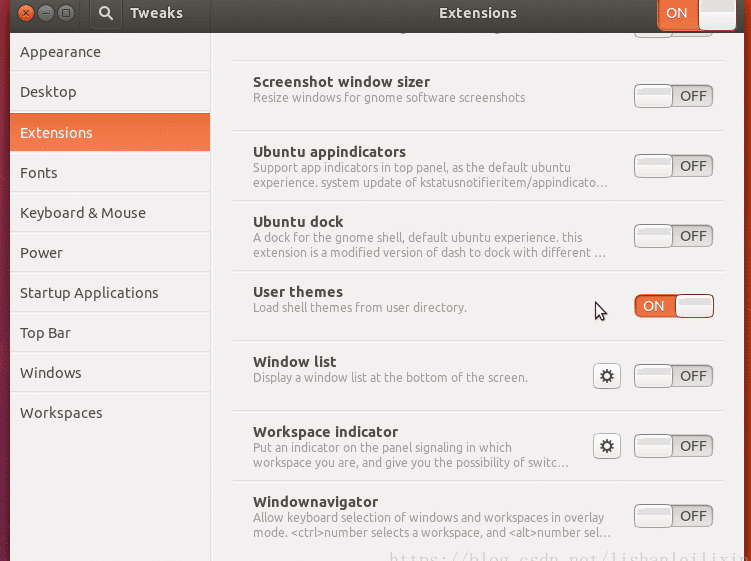 Tweaks
Extensions
ON
Appearance
Desktop
Extensions
Fonts
Keyboard & Mouse
Power
Startup Applications
Top Bar
Windows
Workspaces
Screenshot window sizer
Resize windows for gnome software screenshots
OFF
Ubuntu appindicators
Support app indicators in top panel, as the default ubuntu
experience. system update of kstatusnotifieritem/appindicato…
OFF
Ubuntu dock
A dock for the gnome shell, default ubuntu experience. this
extension is a modified version of dash to dock with different …
OFF
User themes
Load shell themes from user directory.
ON
Window list
Display a window list at the bottom of the screen.
OFF
Workspace indicator
Put an indicator on the panel signaling in which
workspace you are, and give you the possibility of switc…
OFF
Windownavigator
Allow keyboard selection of windows and workspaces in overlay
mode. <ctrl>number selects a workspace, and <alt>number sel…
OFF
https://blog.csdn.net/lishanleilixin